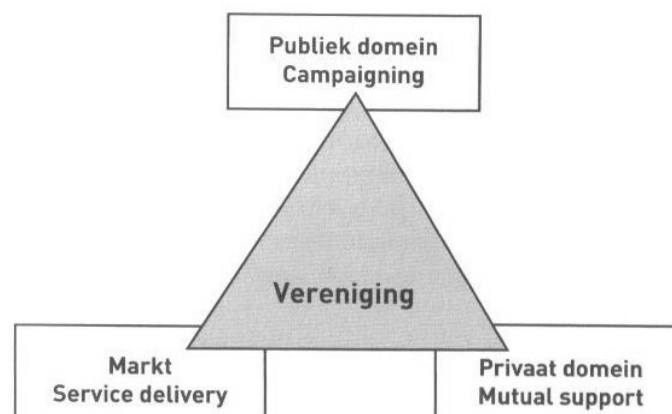 Publiek domein
Campaigning
Vereniging
Markt
Service delivery
Privaat domein
Mutual support